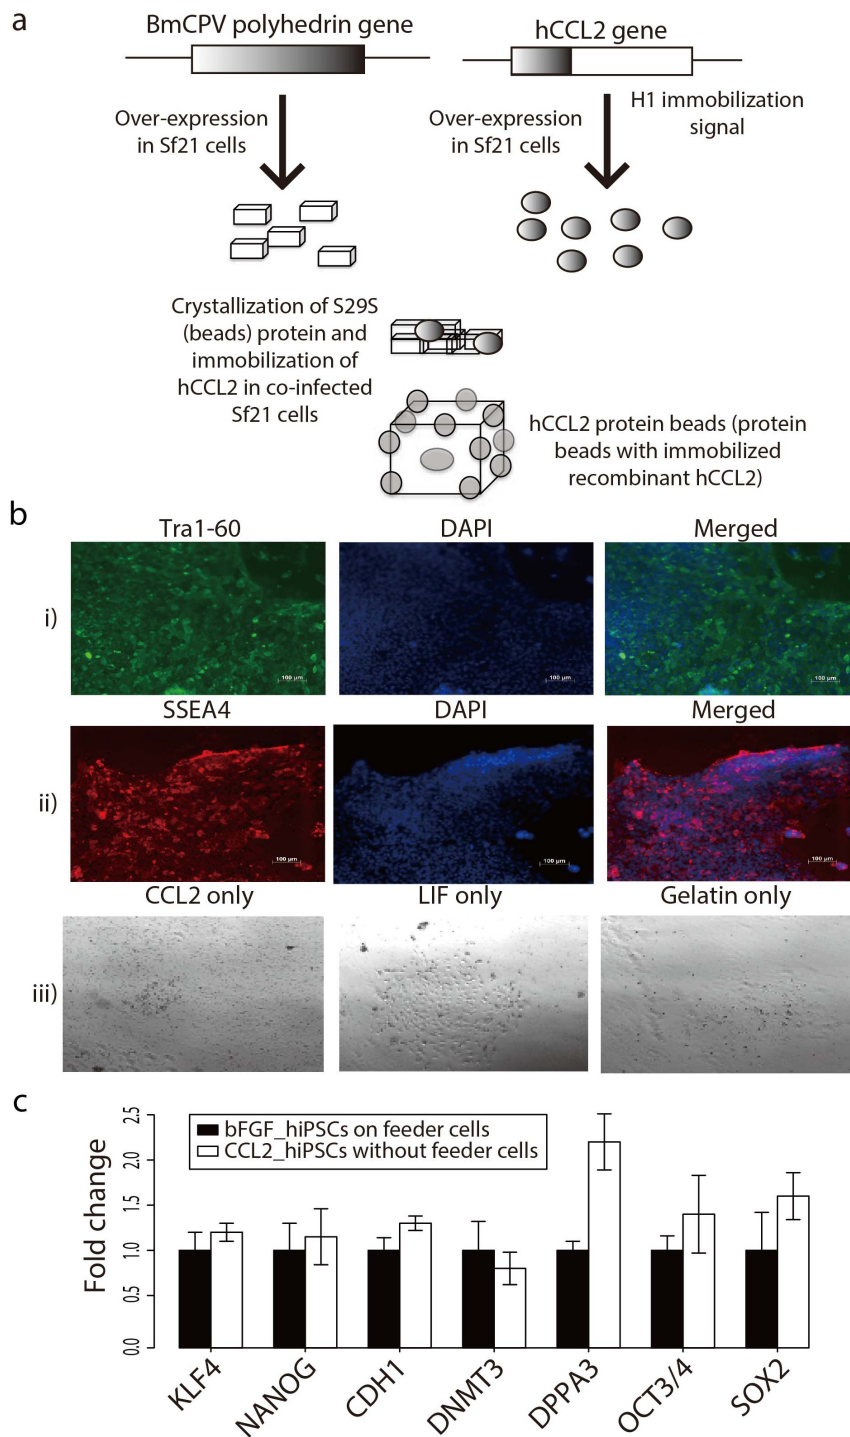 a
BmCPV polyhedrin gene
hCCL2 gene
Over-expression
in Sf21 cells
Over-expression
in Sf21 cells
H1 immobilization
signal
Crystallization of S29S
(beads) protein and
immobilization of
hCCL2 in co-infected
Sf21 cells
hCCL2 protein beads (protein
beads with immobilized
recombinant hCCL2)
b
Tra1-60 DAPI Merged
i)
100 µm
100 µm
100 µm
SSEA4 DAPI Merged
ii)
100 µm
100 µm
100 µm
CCL2 only LIF only Gelatin only
iii)
c
Fold change
2.5
2.0
1.5
1.0
0.5
0.0
bFGF_hiPSCs on feeder cells
CCL2_hiPSCs without feeder cells
KLF4
NANOG
CDH1
DNMT3
DPPA3
OCT3/4
SOX2